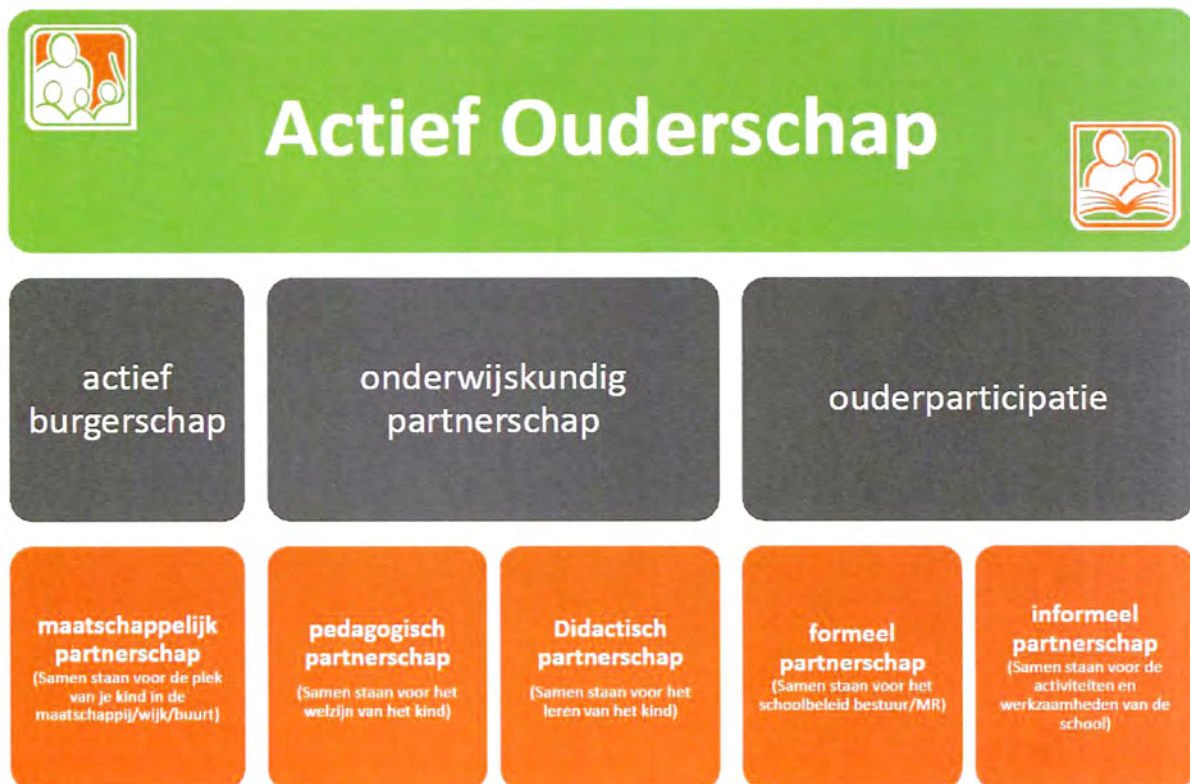 Actief Ouderschap
actief
burgerschap
onderwijskundig
partnerschap
ouderparticipatie
maatschappelijk
partnerschap
(Samen staan voor de plek
van je kind in de
maatschappij/wijk/buurt)
pedagogisch
partnerschap
(Samen staan voor het
welzijn van het kind)
Didactisch
partnerschap
(Samen staan voor het
leren van het kind)
formeel
partnerschap
(Samen staan voor het
schoolbeleid bestuur/MR)
informeel
partnerschap
(Samen staan voor de
activiteiten en
werkzaamheden van de
school)